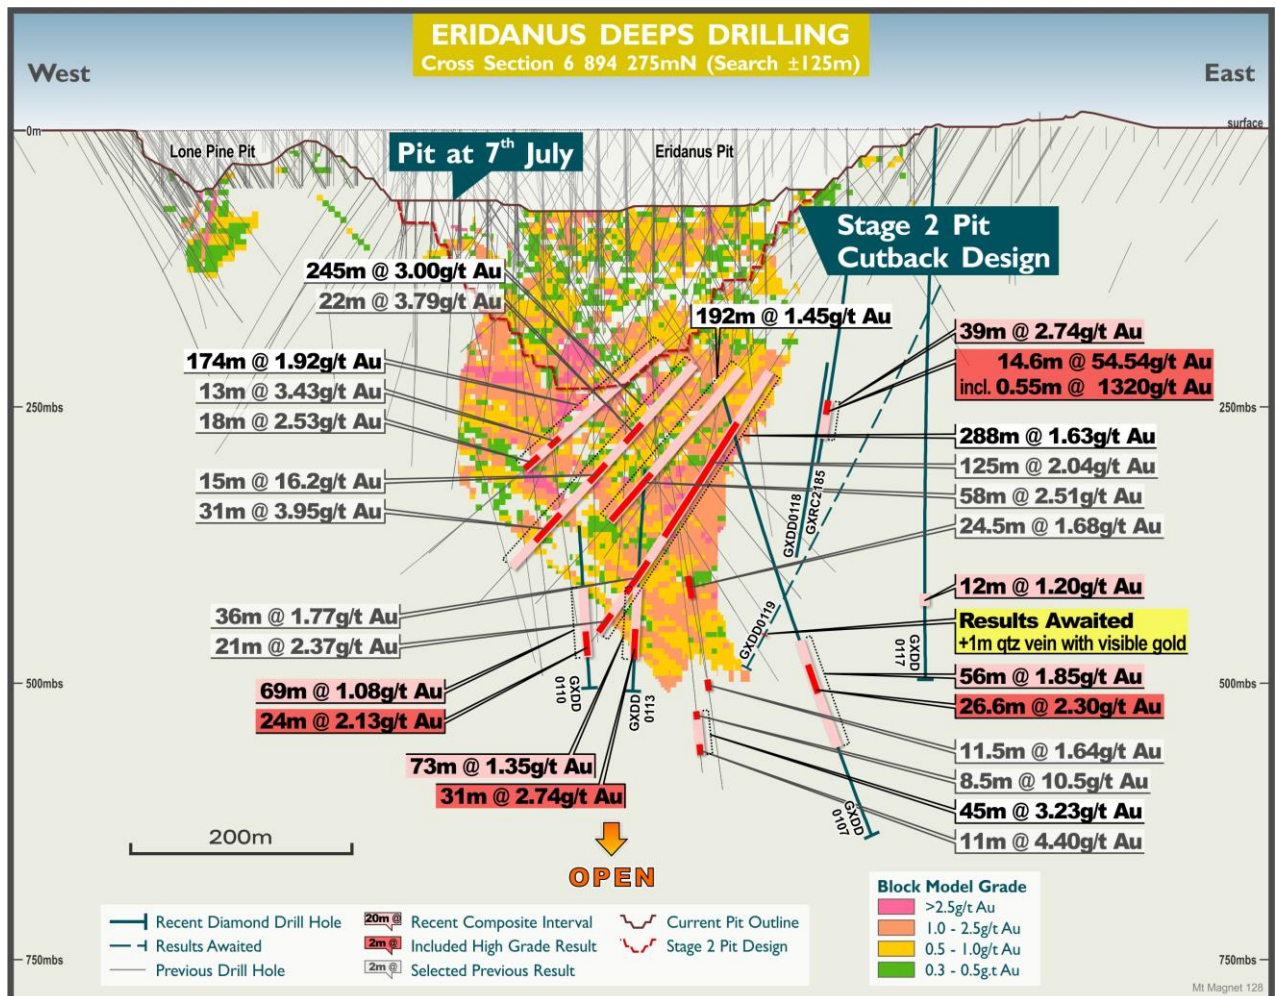 ERIDANUS DEEPS DRILLING
Cross Section 6 894 275mN (Search ±125m)
West
East
0m
surface
Lone Pine Pit
Pit at 7th July
Eridanus Pit
Stage 2 Pit
Cutback Design
245m @ 3.00g/t Au
22m @ 3.79g/t Au
192m @ 1.45g/t Au
174m @ 1.92g/t Au
13m @ 3.43g/t Au
18m @ 2.53g/t Au
15m @ 16.2g/t Au
31m @ 3.95g/t Au
36m @ 1.77g/t Au
21m @ 2.37g/t Au
69m @ 1.08g/t Au
24m @ 2.13g/t Au
73m @ 1.35g/t Au
31m @ 2.74g/t Au
39m @ 2.74g/t Au
14.6m @ 54.54g/t Au
incl. 0.55m @ 1320g/t Au
288m @ 1.63g/t Au
125m @ 2.04g/t Au
58m @ 2.51g/t Au
24.5m @ 1.68g/t Au
12m @ 1.20g/t Au
Results Awaited
+1m qtz vein with visible gold
56m @ 1.85g/t Au
26.6m @ 2.30g/t Au
11.5m @ 1.64g/t Au
8.5m @ 10.5g/t Au
45m @ 3.23g/t Au
11m @ 4.40g/t Au
250mbs
250mbs
500mbs
500mbs
750mbs
750mbs
GXDD0118
GXRC2185
GXDD0119
GXDD
0117
GXDD
0110
GXDD
0113
GXDD
0107
200m
OPEN
Recent Diamond Drill Hole
Results Awaited
Previous Drill Hole
20m @
Recent Composite Interval
2m @
Included High Grade Result
2m @
Selected Previous Result
Current Pit Outline
Stage 2 Pit Design
Block Model Grade
>2.5g/t Au
1.0 - 2.5g/t Au
0.5 - 1.0g/t Au
0.3 - 0.5g.t Au
Mt Magnet 128